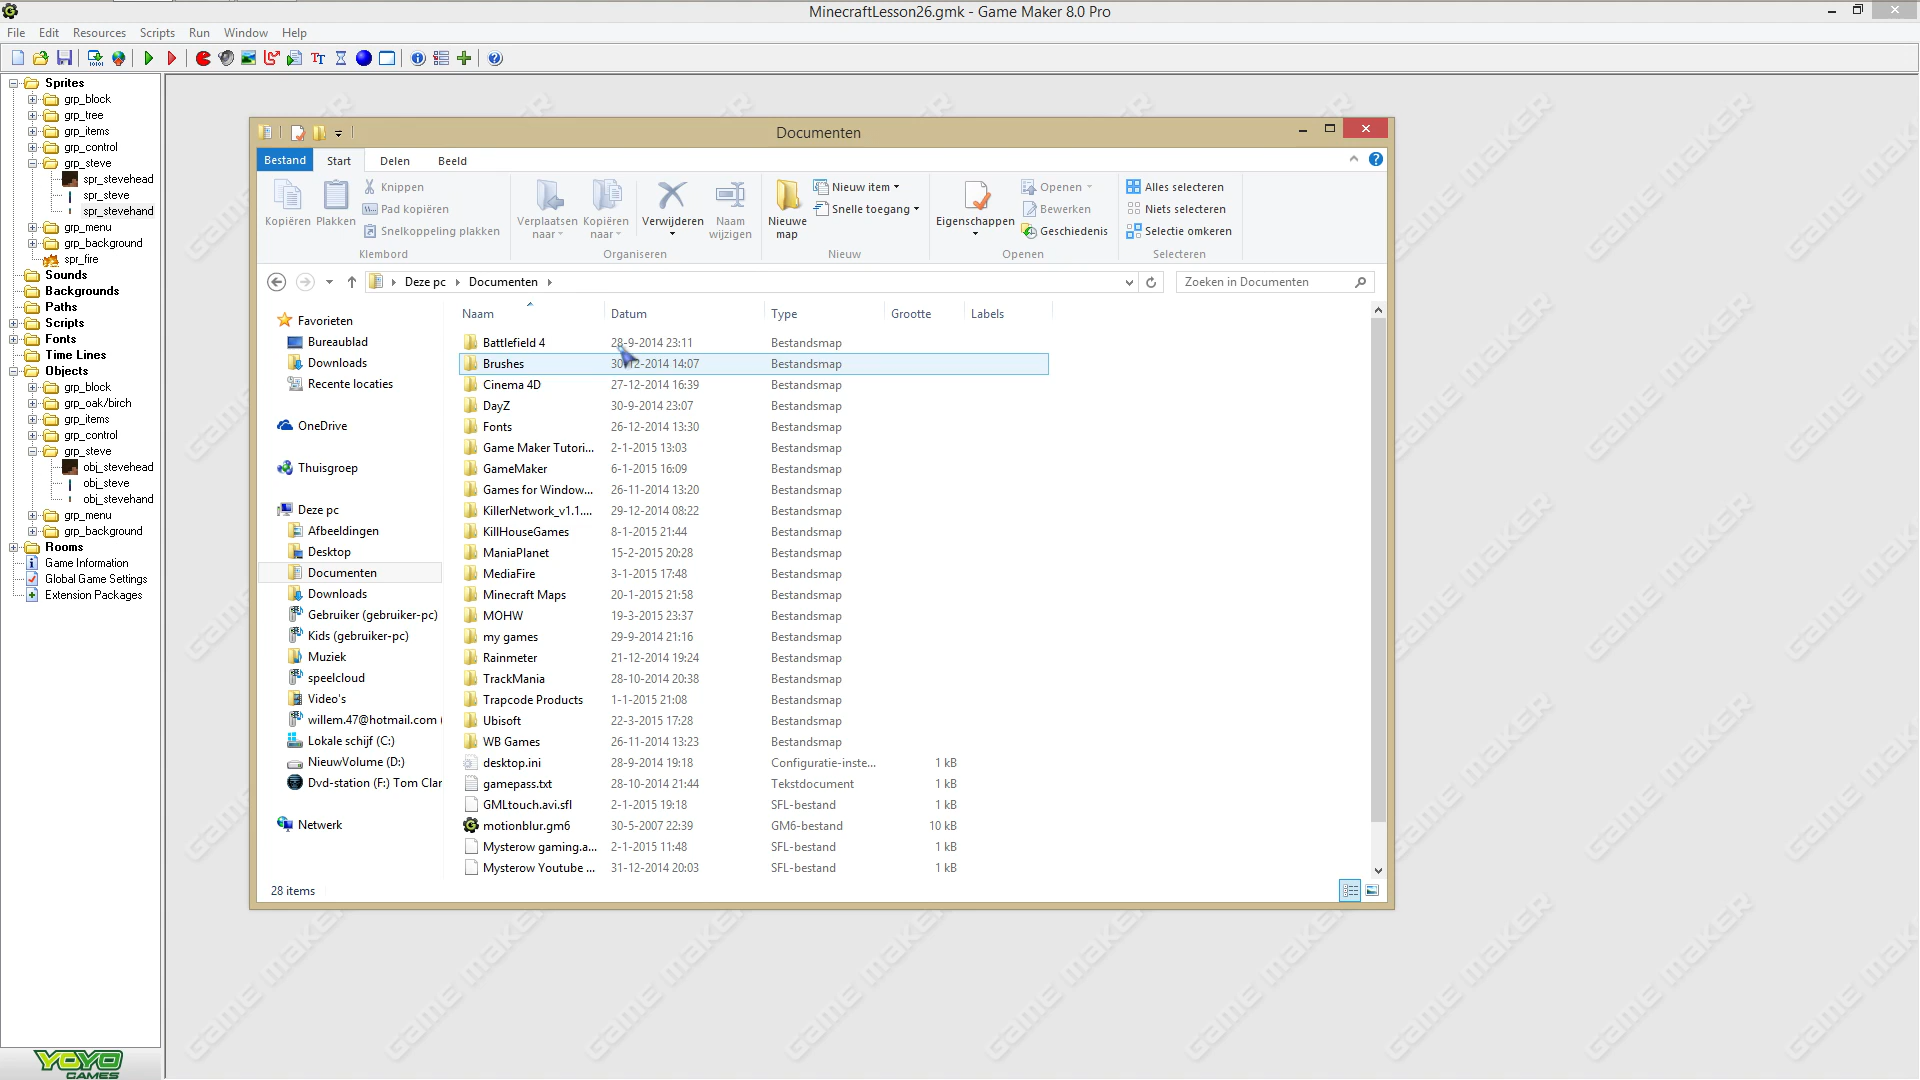 MinecraftLesson26.gmk - Game Maker 8.0 Pro
File Edit Resources Scripts Run Window Help
Sprites
grp_block
grp_tree
grp_items
grp_control
grp_steve
spr_stevehead
spr_steve
spr_stevehand
grp_menu
grp_background
spr_fire
Sounds
Backgrounds
Paths
Scripts
Fonts
Time Lines
Objects
grp_block
grp_oak/birch
grp_items
grp_control
grp_steve
obj_stevehead
obj_steve
obj_stevehand
grp_menu
grp_background
Rooms
Game Information
Global Game Settings
Extension Packages
YOYO
GAMES
Documenten
Bestand Start Delen Beeld
Kopiëren
Plakken
Knippen
Pad kopiëren
Snelkoppeling plakken
Klembord
Verplaatsen naar
Kopiëren naar
Verwijderen
Naam wijzigen
Organiseren
Nieuwe map
Nieuw item
Snelle toegang
Nieuw
Eigenschappen
Openen
Bewerken
Geschiedenis
Openen
Alles selecteren
Niets selecteren
Selectie omkeren
Selecteren
Deze pc Documenten
Zoeken in Documenten
Favorieten
Bureaublad
Downloads
Recente locaties
OneDrive
Thuisgroep
Deze pc
Afbeeldingen
Desktop
Documenten
Downloads
Gebruiker (gebruiker-pc)
Kids (gebruiker-pc)
Muziek
speelcloud
Video's
willem.47@hotmail.com (
Lokale schijf (C:)
NieuwVolume (D:)
Dvd-station (F:) Tom Clar
Netwerk
Naam Datum Type Grootte Labels
Battlefield 4 28-9-2014 23:11 Bestandsmap
Brushes 30-12-2014 14:07 Bestandsmap
Cinema 4D 27-12-2014 16:39 Bestandsmap
DayZ 30-9-2014 23:07 Bestandsmap
Fonts 26-12-2014 13:30 Bestandsmap
Game Maker Tutori... 2-1-2015 13:03 Bestandsmap
GameMaker 6-1-2015 16:09 Bestandsmap
Games for Window... 26-11-2014 13:20 Bestandsmap
KillerNetwork_v1.1.... 29-12-2014 08:22 Bestandsmap
KillHouseGames 8-1-2015 21:44 Bestandsmap
ManiaPlanet 15-2-2015 20:28 Bestandsmap
MediaFire 3-1-2015 17:48 Bestandsmap
Minecraft Maps 20-1-2015 21:58 Bestandsmap
MOHW 19-3-2015 23:37 Bestandsmap
my games 29-9-2014 21:16 Bestandsmap
Rainmeter 21-12-2014 19:24 Bestandsmap
TrackMania 28-10-2014 20:38 Bestandsmap
Trapcode Products 1-1-2015 21:08 Bestandsmap
Ubisoft 22-3-2015 17:28 Bestandsmap
WB Games 26-11-2014 13:23 Bestandsmap
desktop.ini 28-9-2014 19:18 Configuratie-inste... 1 kB
gamepass.txt 28-10-2014 21:44 Tekstdocument 1 kB
GMLtouch.avi.sfl 2-1-2015 19:18 SFL-bestand 1 kB
motionblur.gm6 30-5-2007 22:39 GM6-bestand 10 kB
Mysterow gaming.a... 2-1-2015 11:48 SFL-bestand 1 kB
Mysterow Youtube ... 31-12-2014 20:03 SFL-bestand 1 kB
28 items